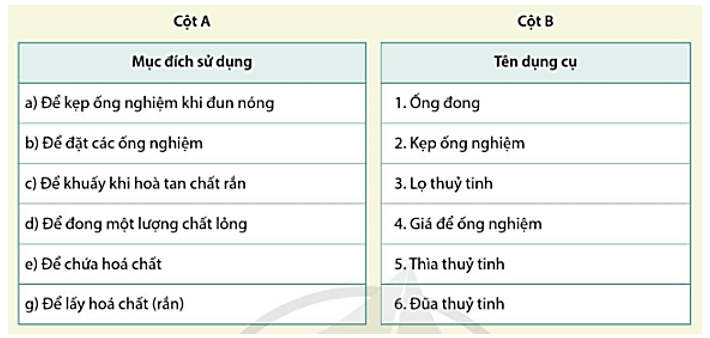 Cột A
Cột B
Mục đích sử dụng
Tên dụng cụ
a) Để kẹp ống nghiệm khi đun nóng
1. Ống đong
b) Để đặt các ống nghiệm
2. Kẹp ống nghiệm
c) Để khuấy khi hoà tan chất rắn
3. Lọ thuỷ tinh
d) Để đong một lượng chất lỏng
4. Giá để ống nghiệm
e) Để chứa hoá chất
5. Thìa thuỷ tinh
g) Để lấy hoá chất (rắn)
6. Đũa thuỷ tinh